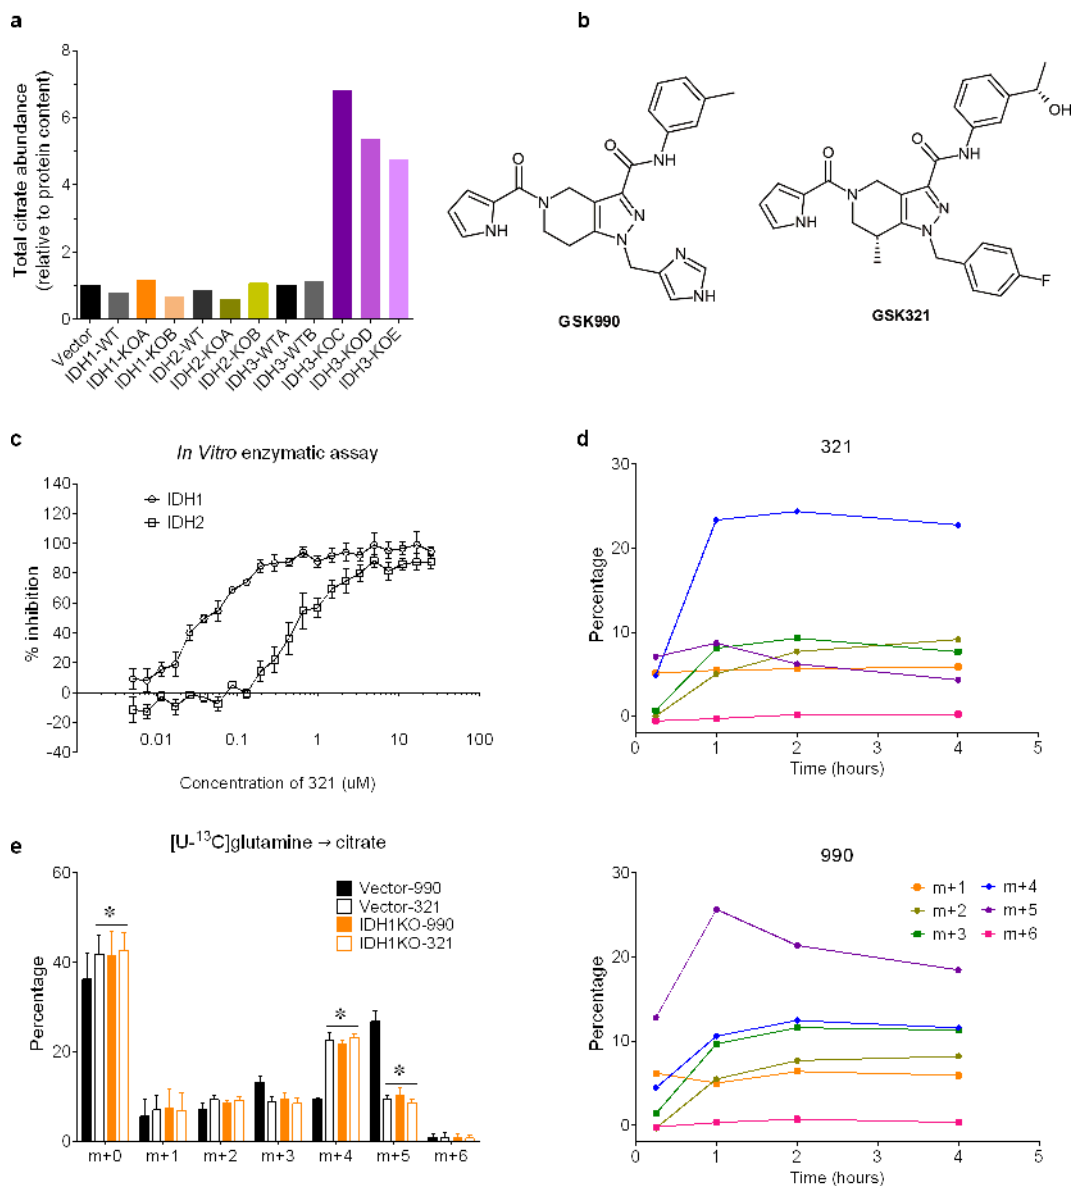 a
8
6
4
2
0
Total citrate abundance
(relative to protein content)
Vector
IDH1-WT
IDH1-KOA
IDH1-KOB
IDH2-WT
IDH2-KOA
IDH2-KOB
IDH3-WTA
IDH3-WTB
IDH3-KOC
IDH3-KOD
IDH3-KOE
b
O
N
NH
O
NH
N
N
N
NH
GSK990
O
N
NH
O
NH
OH
N
N
F
GSK321
c
In Vitro enzymatic assay
IDH1
IDH2
140
120
100
80
60
40
20
0
-20
-40
% inhibition
0.01 0.1 1 10 100
Concentration of 321 (uM)
d
321
30
20
10
0
Percentage
0 1 2 3 4 5
Time (hours)
e
[U-¹³C]glutamine → citrate
Vector-990
Vector-321
IDH1KO-990
IDH1KO-321
60
40
20
0
Percentage
* * *
m+0 m+1 m+2 m+3 m+4 m+5 m+6
990
m+1 m+4
m+2 m+5
m+3 m+6
30
20
10
0
Percentage
0 1 2 3 4 5
Time (hours)